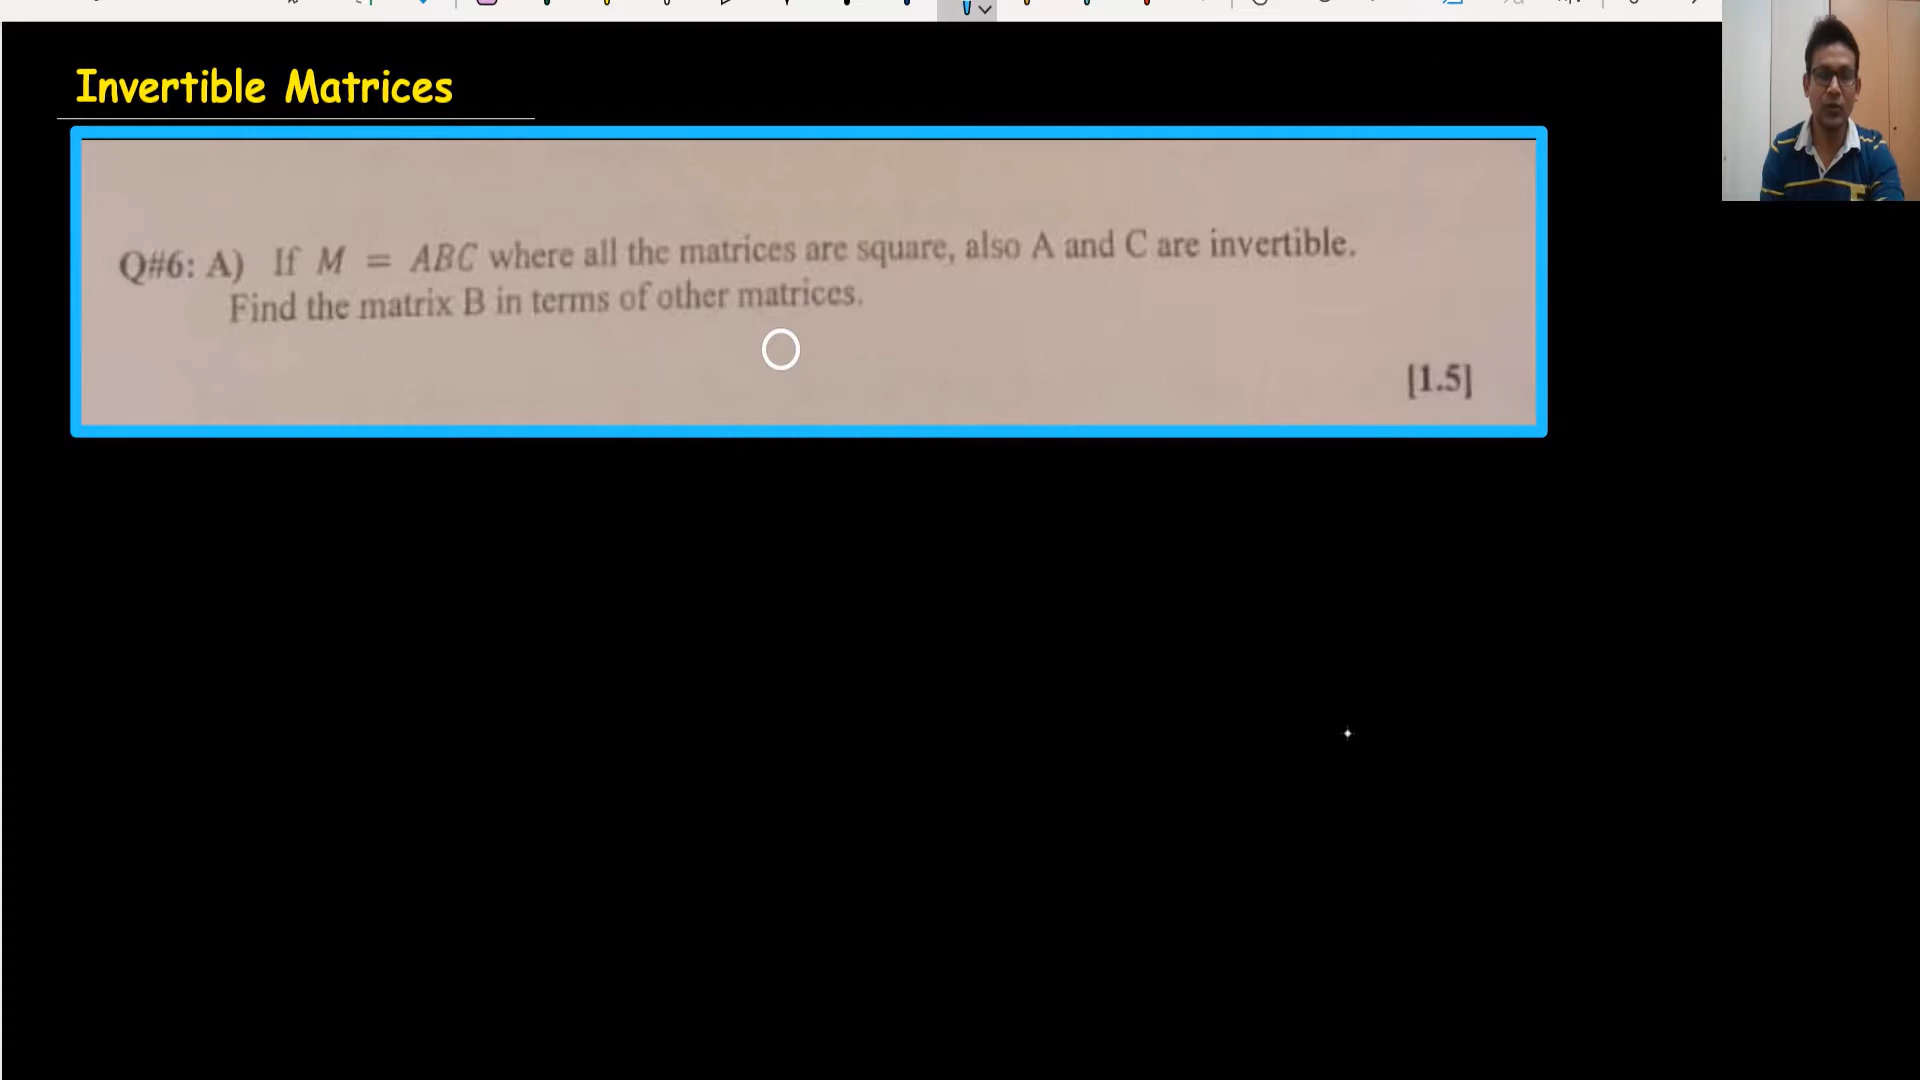 Invertible Matrices
Q#6: A) If M = ABC where all the matrices are square, also A and C are invertible.
Find the matrix B in terms of other matrices.
[1.5]